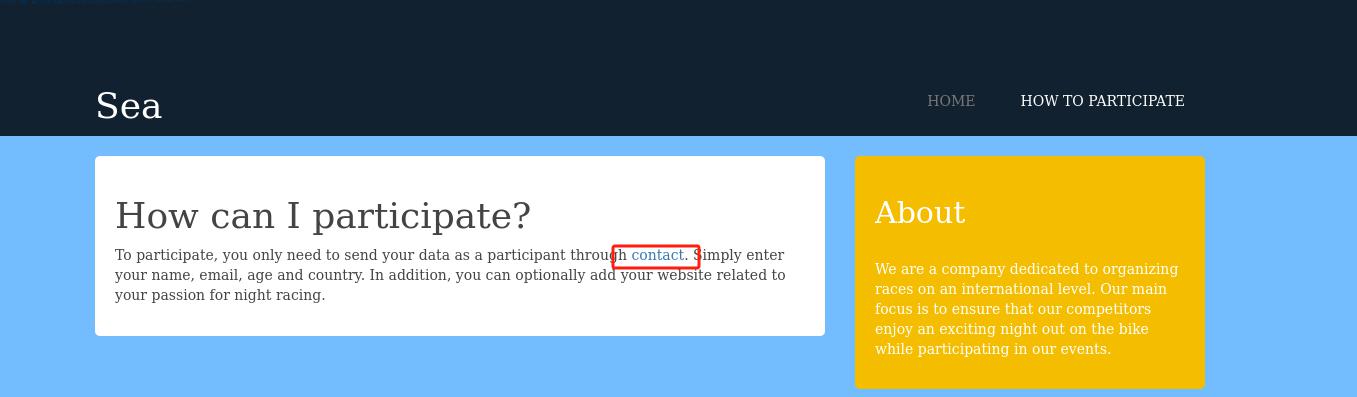 Sea
HOME
HOW TO PARTICIPATE
How can I participate?
To participate, you only need to send your data as a participant through contact. Simply enter
your name, email, age and country. In addition, you can optionally add your website related to
your passion for night racing.
About
We are a company dedicated to organizing
races on an international level. Our main
focus is to ensure that our competitors
enjoy an exciting night out on the bike
while participating in our events.